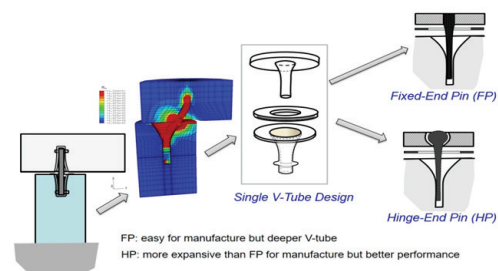 Fixed-End Pin (FP)
Single V-Tube Design
Hinge-End Pin (HP)
FP: easy for manufacture but deeper V-tube
HP: more expansive than FP for manufacture but better performance